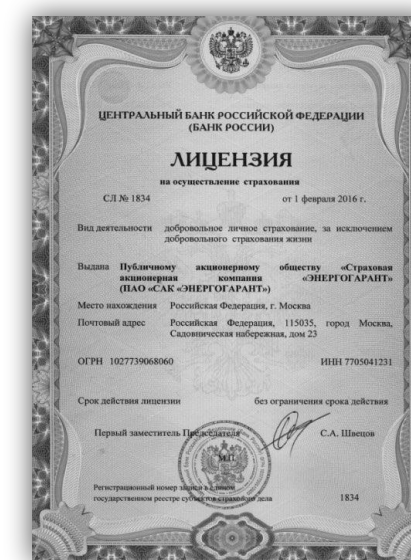 ЦЕНТРАЛЬНЫЙ БАНК РОССИЙСКОЙ ФЕДЕРАЦИИ
(БАНК РОССИИ)
ЛИЦЕНЗИЯ
на осуществление страхования
СЛ № 1834 от 1 февраля 2016 г.
Вид деятельности добровольное личное страхование, за исключением
добровольного страхования жизни
Выдана Публичному акционерному обществу «Страховая
акционерная компания «ЭНЕРГОГАРАНТ»
(ПАО «САК «ЭНЕРГОГАРАНТ»)
Место нахождения Российская Федерация, г. Москва
Почтовый адрес Российская Федерация, 115035, город Москва,
Садовническая набережная, дом 23
ОГРН 1027739068060 ИНН 7705041231
Срок действия лицензии без ограничения срока действия
Первый заместитель Председателя С.А. Швецов
М.П.
Регистрационный номер записи в едином
государственном реестре субъектов страхового дела 1834